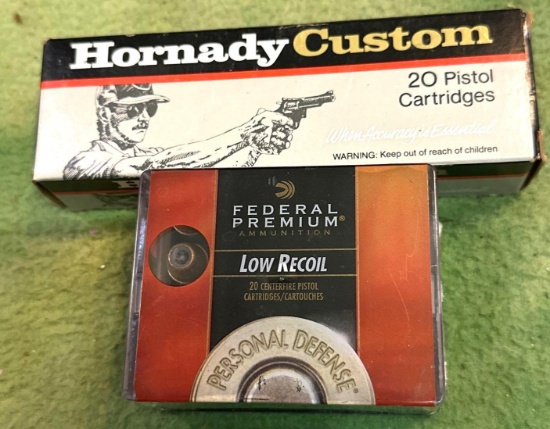 Hornady Custom
20 Pistol
Cartridges
When Accuracy is Essential.
WARNING: Keep out of reach of children
FEDERAL
PREMIUM®
AMMUNITION
LOW RECOIL
20 CENTERFIRE PISTOL
CARTRIDGES/CARTOUCHES
PERSONAL DEFENSE®